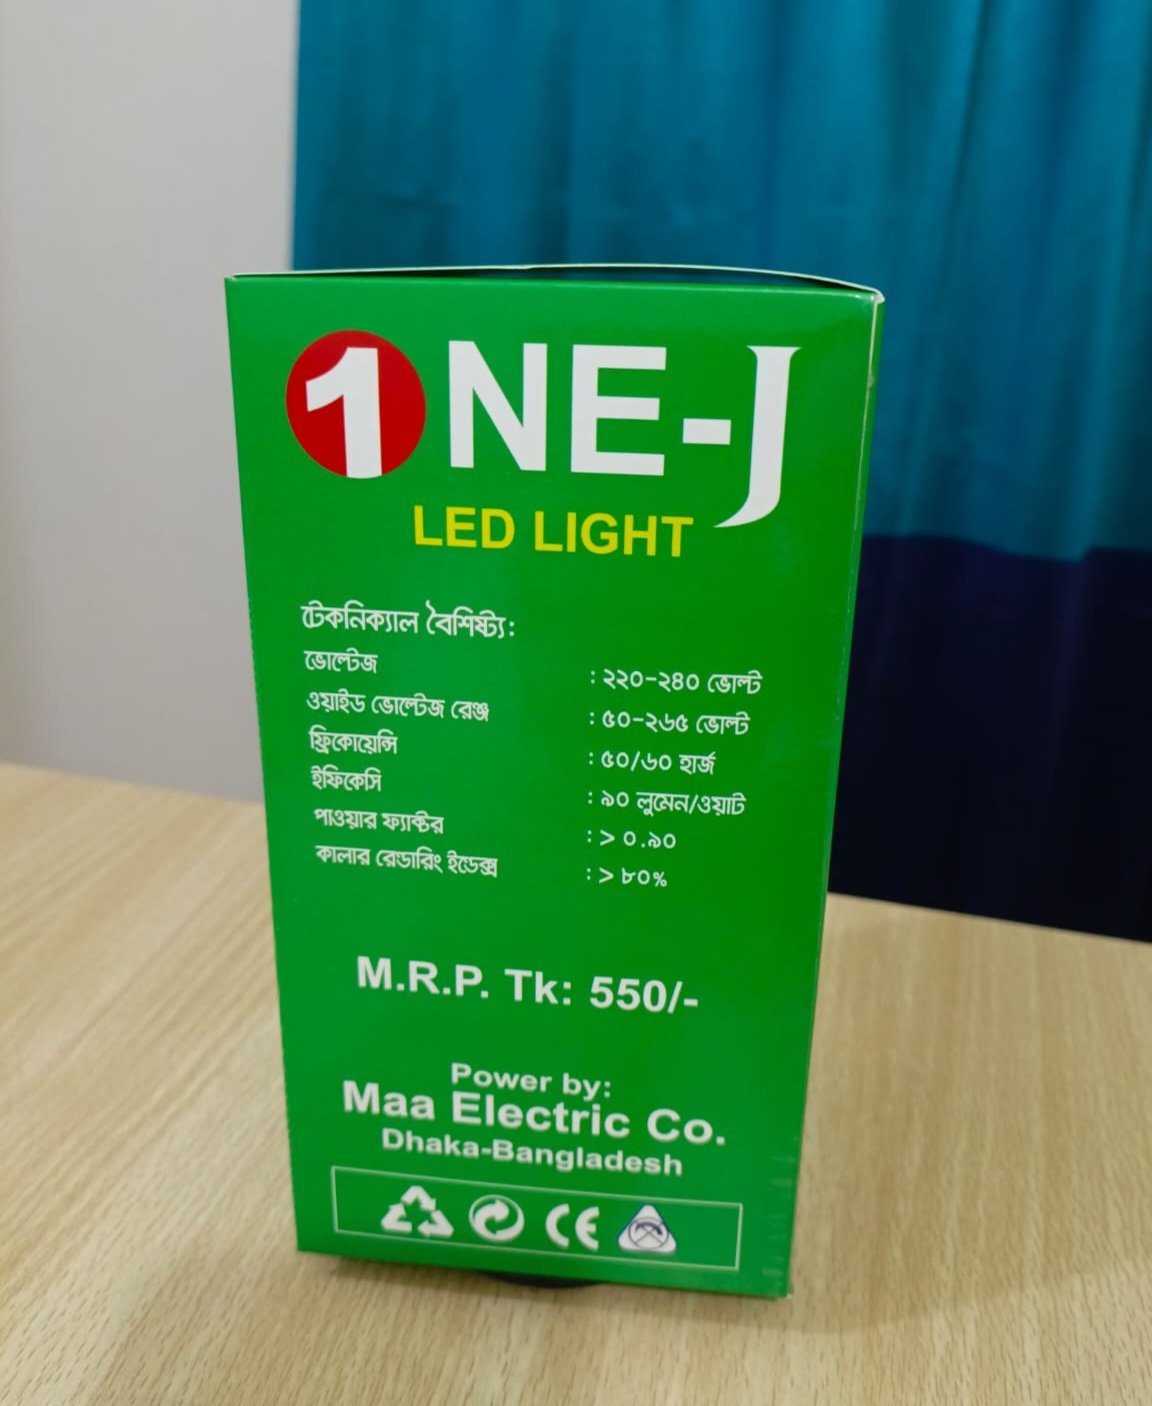 1NE-J
LED LIGHT
টেকনিক্যাল বৈশিষ্ট্য:
ভোল্টেজ : ২২০-২৪০ ভোল্ট
ওয়াইড ভোল্টেজ রেঞ্জ : ৫০-২৬৫ ভোল্ট
ফ্রিকোয়েন্সি : ৫০/৬০ হার্জ
ইফিকেসি : ৯০ লুমেন/ওয়াট
পাওয়ার ফ্যাক্টর : > ০.৯০
কালার রেন্ডারিং ইন্ডেক্স : > ৮০%
M.R.P. Tk: 550/-
Power by:
Maa Electric Co.
Dhaka-Bangladesh
CE